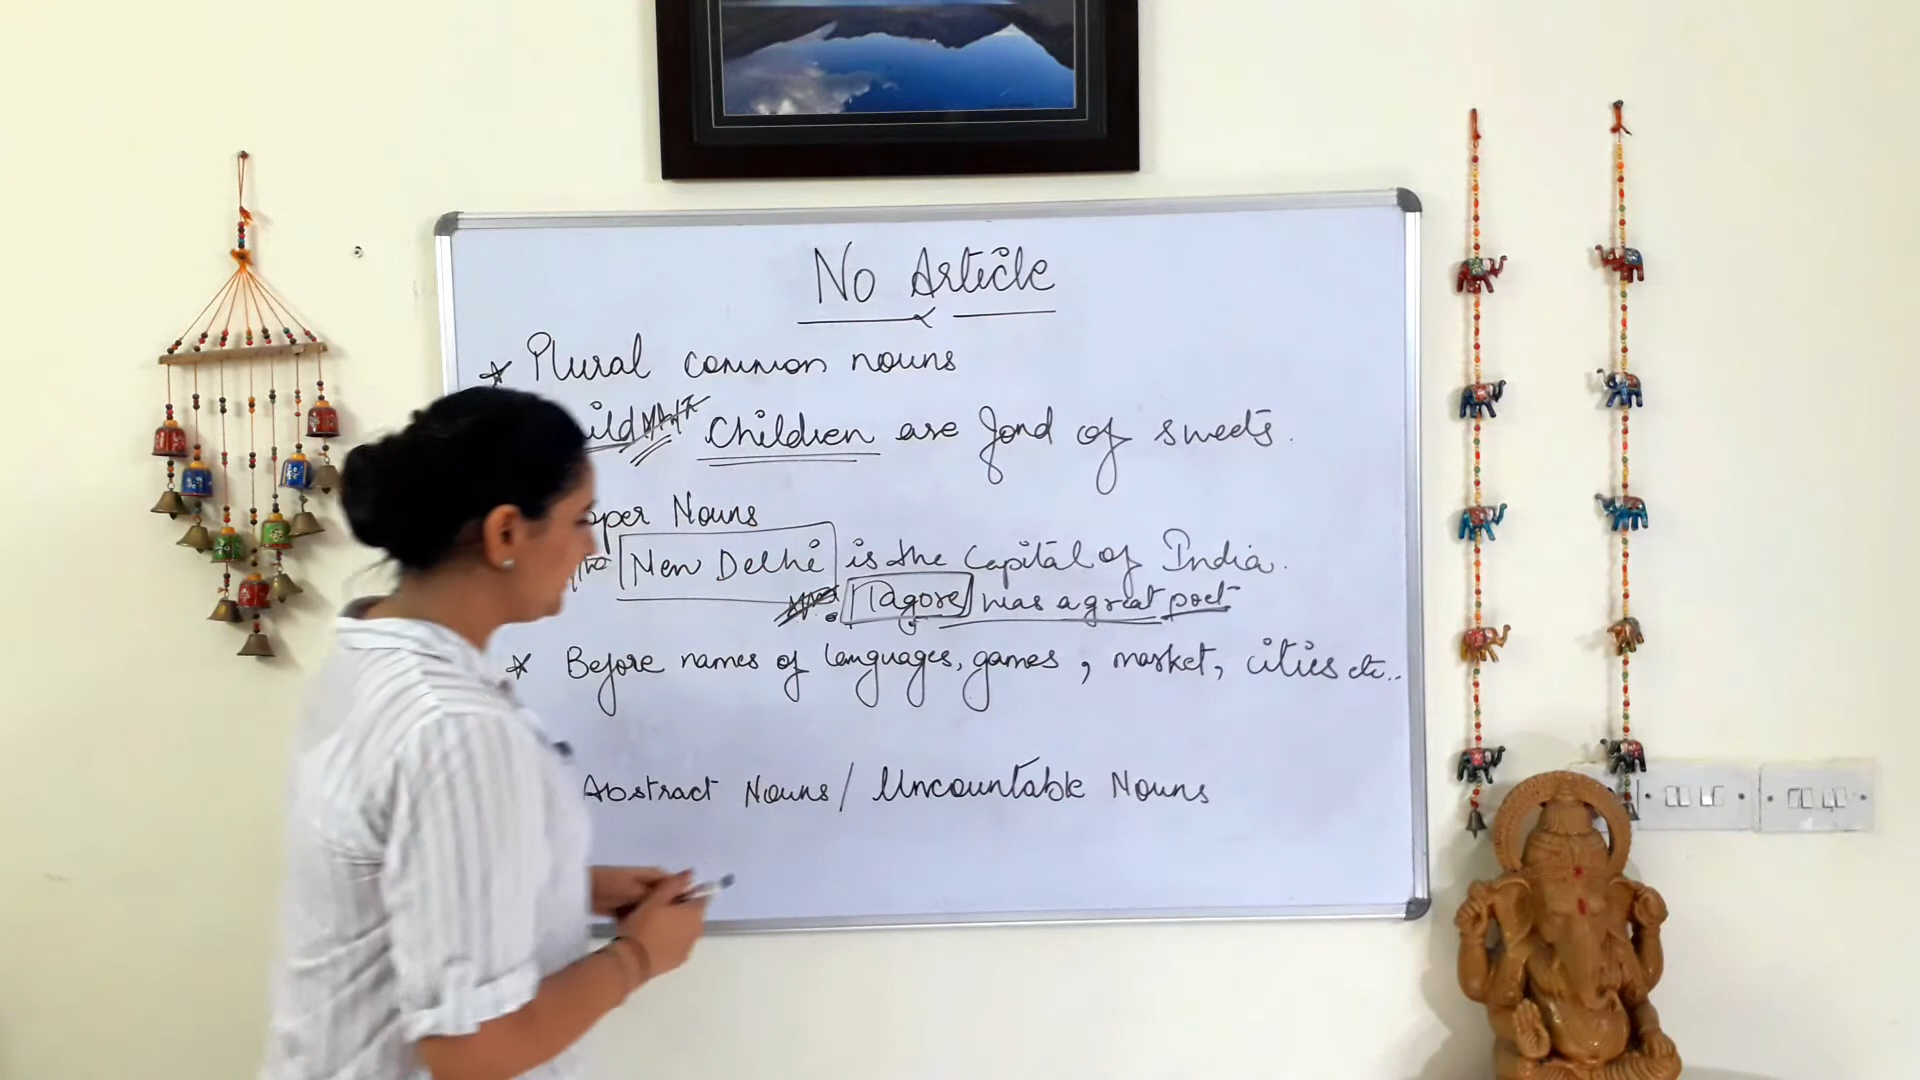 No Article
* Plural common nouns
Children are fond of sweets.
Nouns
New Delhi is the Capital of India.
Tagore was a great poet
* Before names of languages, games, market, cities etc..
Abstract Nouns / Uncountable Nouns